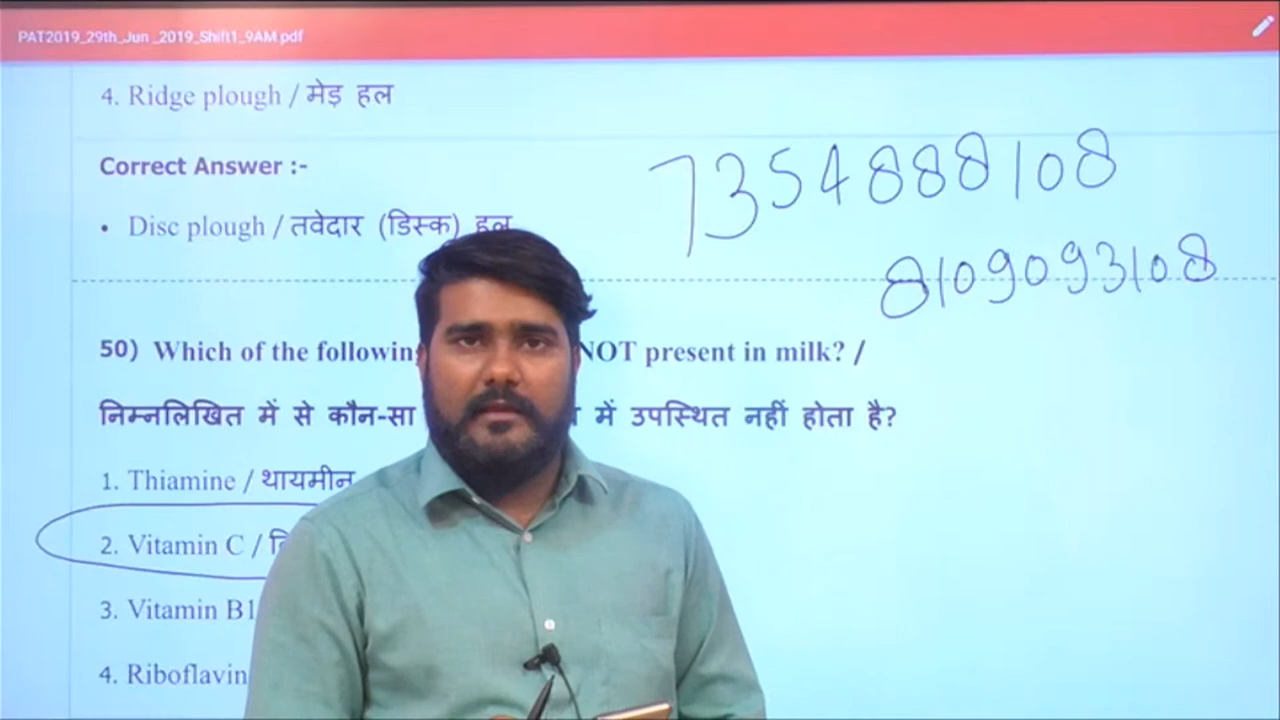 PAT2019_29th_Jun _2019_Shift1_9AM.pdf
4. Ridge plough / मेड़ हल
Correct Answer :-
• Disc plough / तवेदार (डिस्क) हल
7354888108
8109093108
50) Which of the following NOT present in milk? /
निम्नलिखित में से कौन-सा में उपस्थित नहीं होता है?
1. Thiamine / थायमीन
2. Vitamin C /
3. Vitamin B1
4. Riboflavin